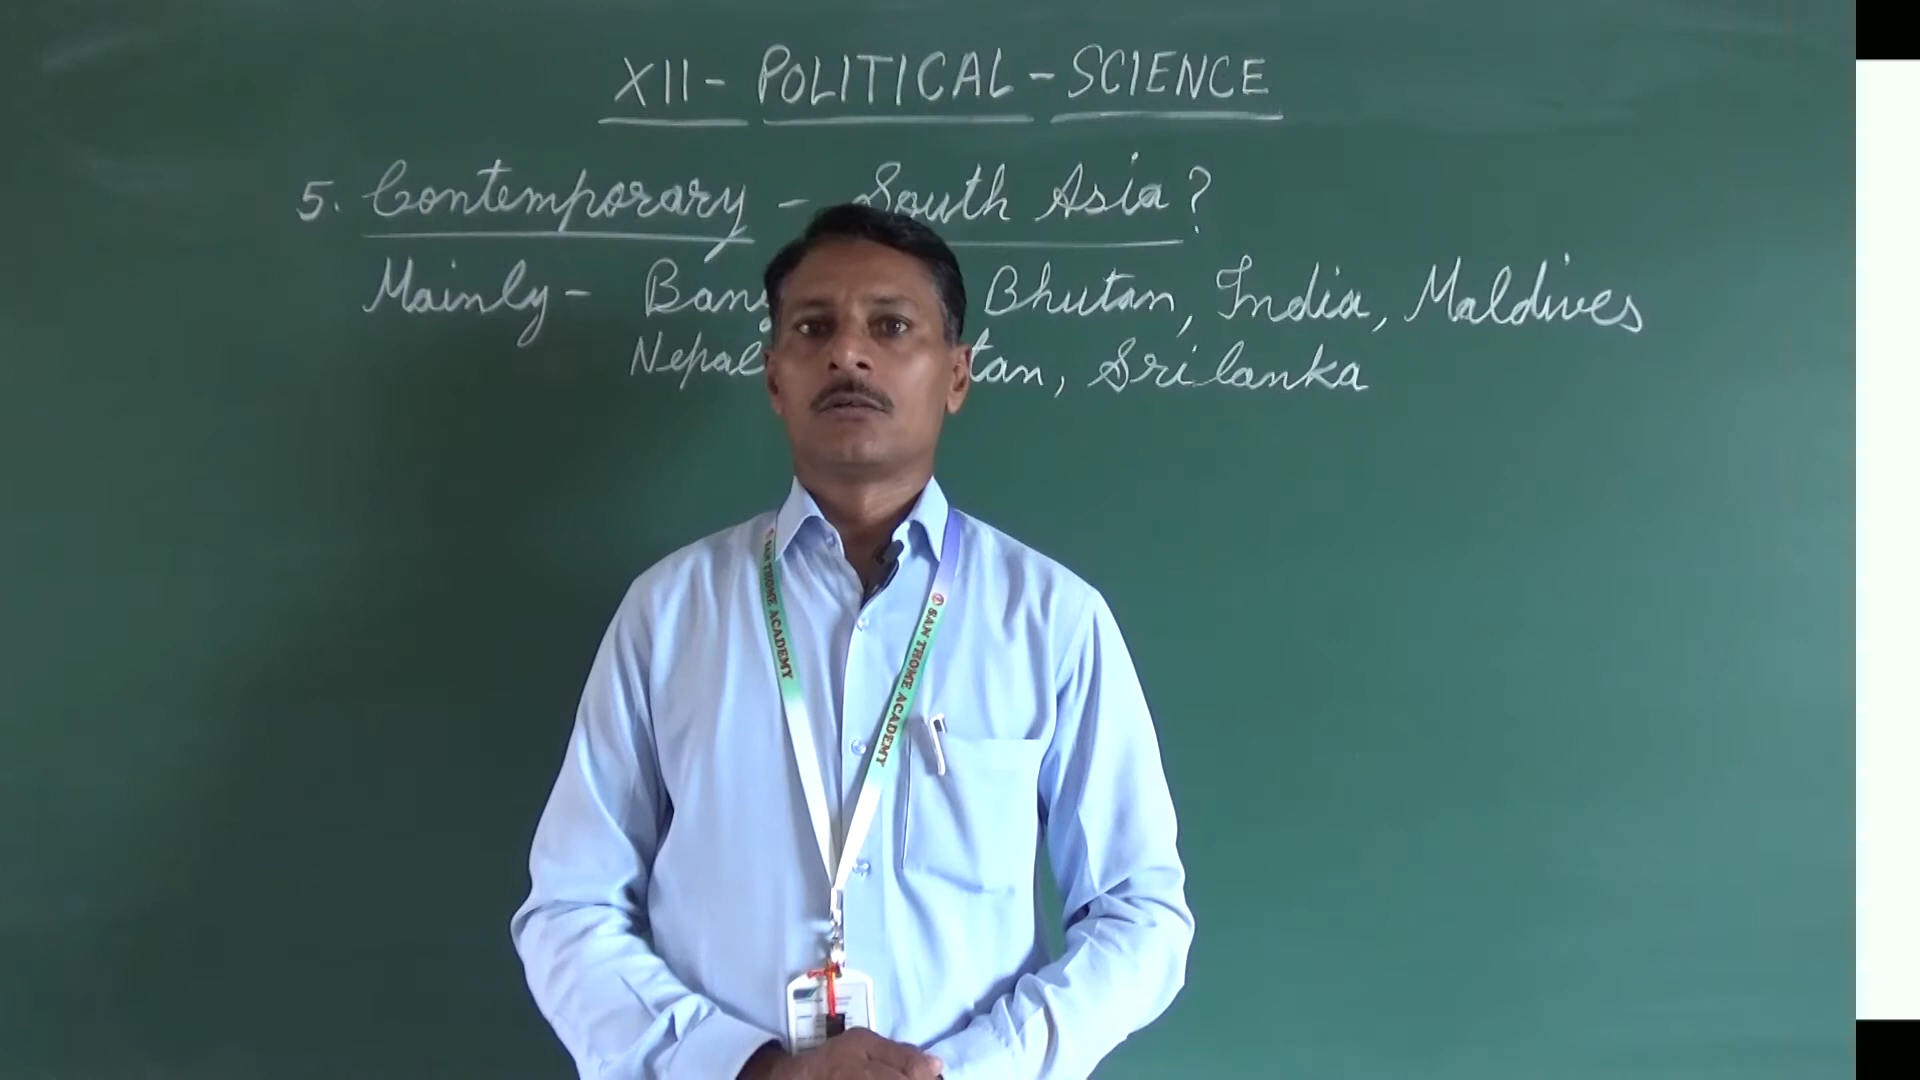 XII - POLITICAL - SCIENCE
5. Contemporary - South Asia ?
Mainly - Bhutan, India, Maldives
Nepal Srilanka
SAN THOME ACADEMY
SAN THOME ACADEMY